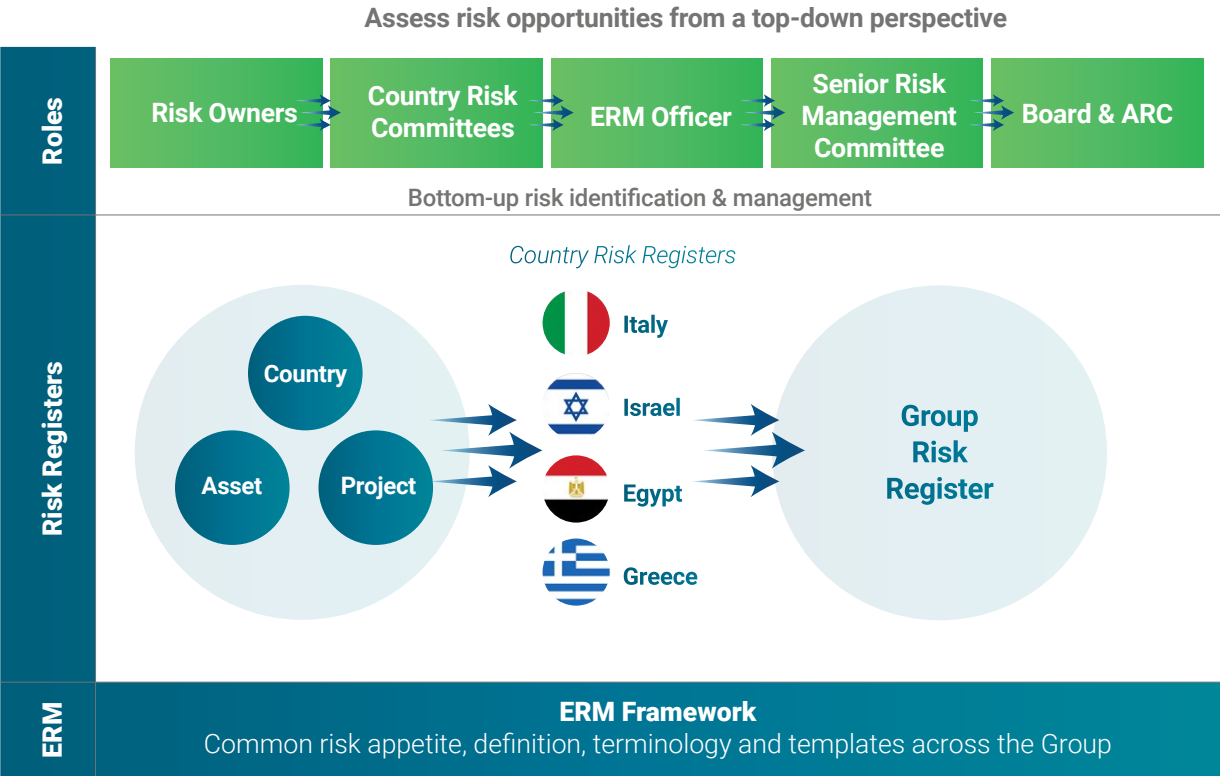 Assess risk opportunities from a top-down perspective
Roles
Risk Owners
Country Risk
Committees
ERM Officer
Senior Risk
Management
Committee
Board & ARC
Bottom-up risk identification & management
Risk Registers
Country Risk Registers
Country
Asset
Project
Italy
Israel
Egypt
Greece
Group
Risk
Register
ERM
ERM Framework
Common risk appetite, definition, terminology and templates across the Group